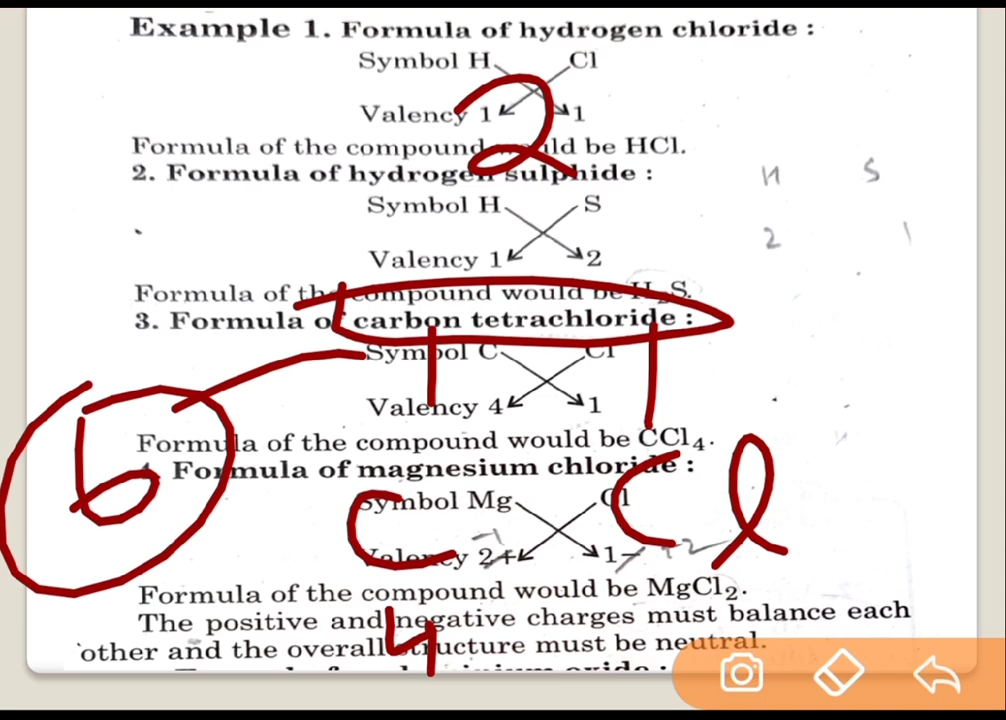 Example 1. Formula of hydrogen chloride :
Symbol H Cl
Valency 1 1
Formula of the compound would be HCl.
2. Formula of hydrogen sulphide :
H S
Symbol H S
2 1
Valency 1 2
Formula of the compound would be H₂S.
3. Formula of carbon tetrachloride :
Symbol C Cl
Valency 4 1
Formula of the compound would be CCl₄.
4. Formula of magnesium chloride :
Symbol Mg Cl
C Cl
Valency 2+ 1-
Formula of the compound would be MgCl₂.
The positive and negative charges must balance each
other and the overall structure must be neutral.
2
4